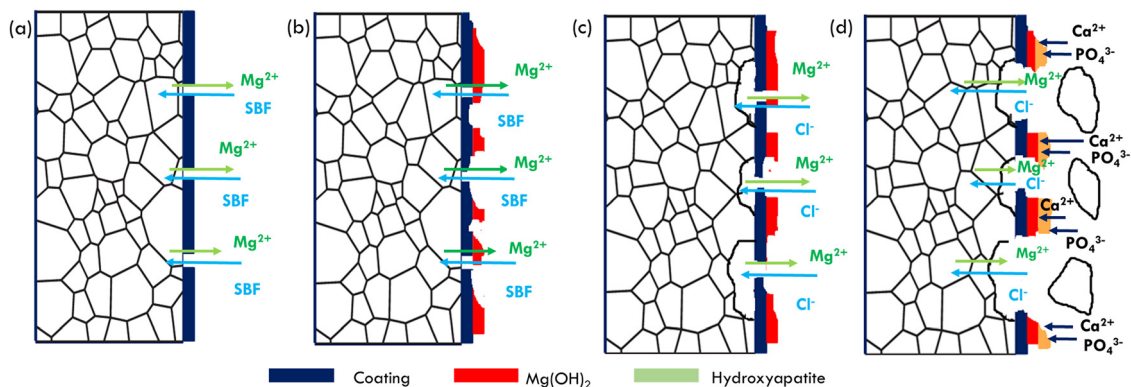 (a)
Mg²⁺
SBF
Mg²⁺
SBF
Mg²⁺
SBF
(b)
Mg²⁺
SBF
Mg²⁺
SBF
Mg²⁺
SBF
(c)
Mg²⁺
Cl⁻
Mg²⁺
Cl⁻
Mg²⁺
Cl⁻
(d)
Ca²⁺
PO₄³⁻
Mg²⁺
Cl⁻
Ca²⁺
PO₄³⁻
Mg²⁺
Cl⁻
Ca²⁺
PO₄³⁻
Mg²⁺
Cl⁻
Ca²⁺
PO₄³⁻
Coating
Mg(OH)₂
Hydroxyapatite